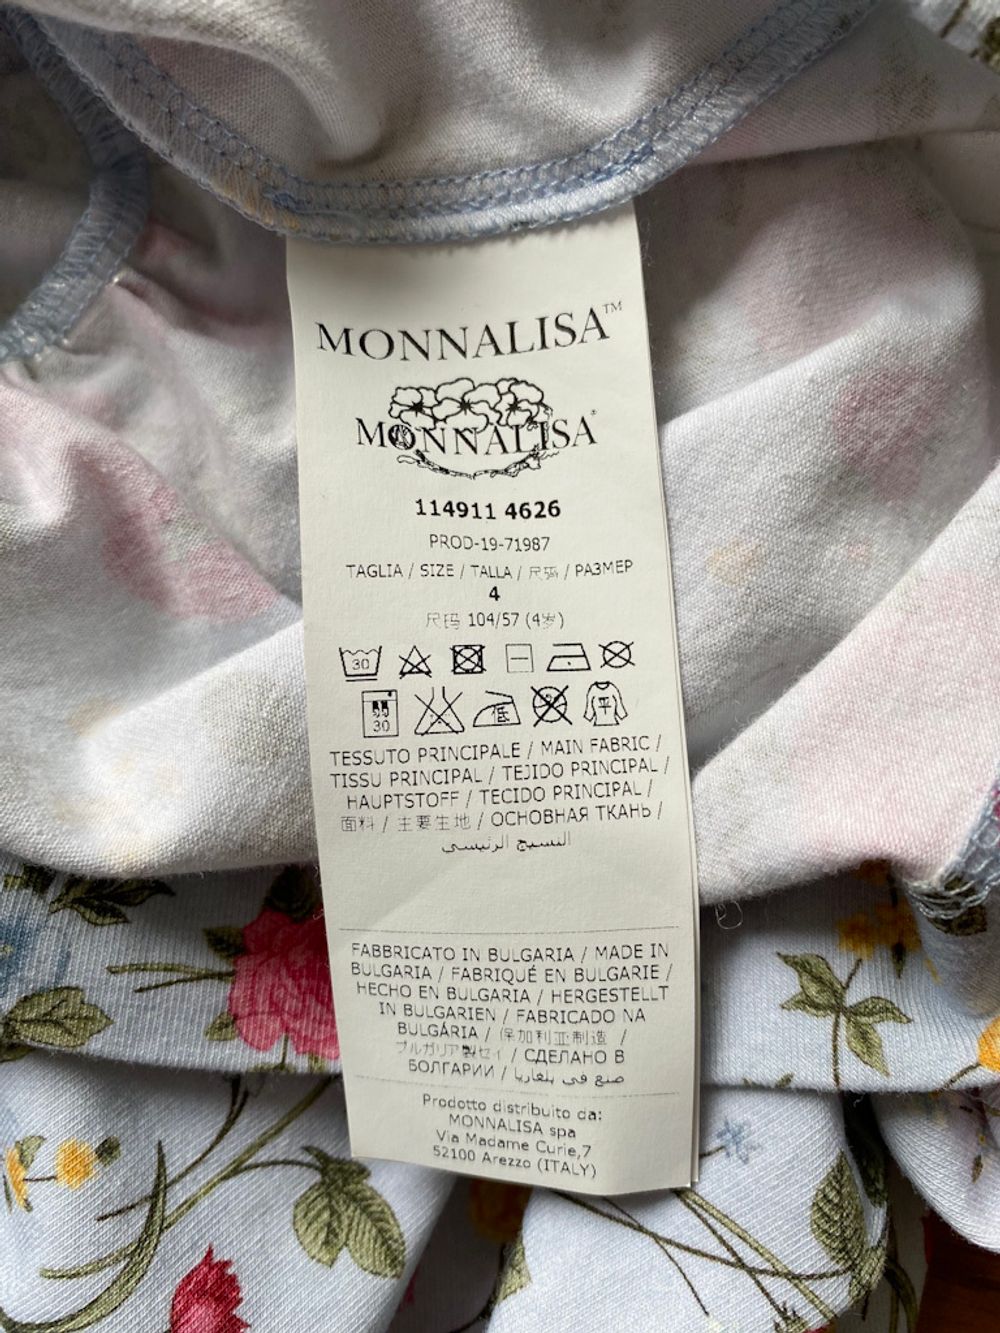 MONNALISA™
MONNALISA®
114911 4626
PROD-19-71987
TAGLIA / SIZE / TALLA / 尺码 / РАЗМЕР
4
尺码 104/57 (4岁)
30
30 低 平
TESSUTO PRINCIPALE / MAIN FABRIC /
TISSU PRINCIPAL / TEJIDO PRINCIPAL /
HAUPTSTOFF / TECIDO PRINCIPAL /
面料 / 主要生地 / ОСНОВНАЯ ТКАНЬ /
النسيج الرئيسي
FABBRICATO IN BULGARIA / MADE IN
BULGARIA / FABRIQUÉ EN BULGARIE /
HECHO EN BULGARIA / HERGESTELLT
IN BULGARIEN / FABRICADO NA
BULGÁRIA / 保加利亚制造 /
ブルガリア製 / СДЕЛАНО В
БОЛГАРИИ / صنع في بلغاريا
Prodotto distribuito da:
MONNALISA spa
Via Madame Curie,7
52100 Arezzo (ITALY)